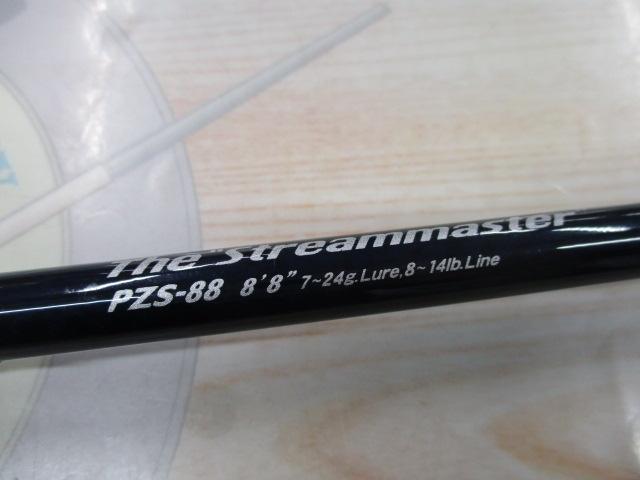 The "Streammaster"
PZS-88 8'8" 7~24g.Lure,8~14lb.Line